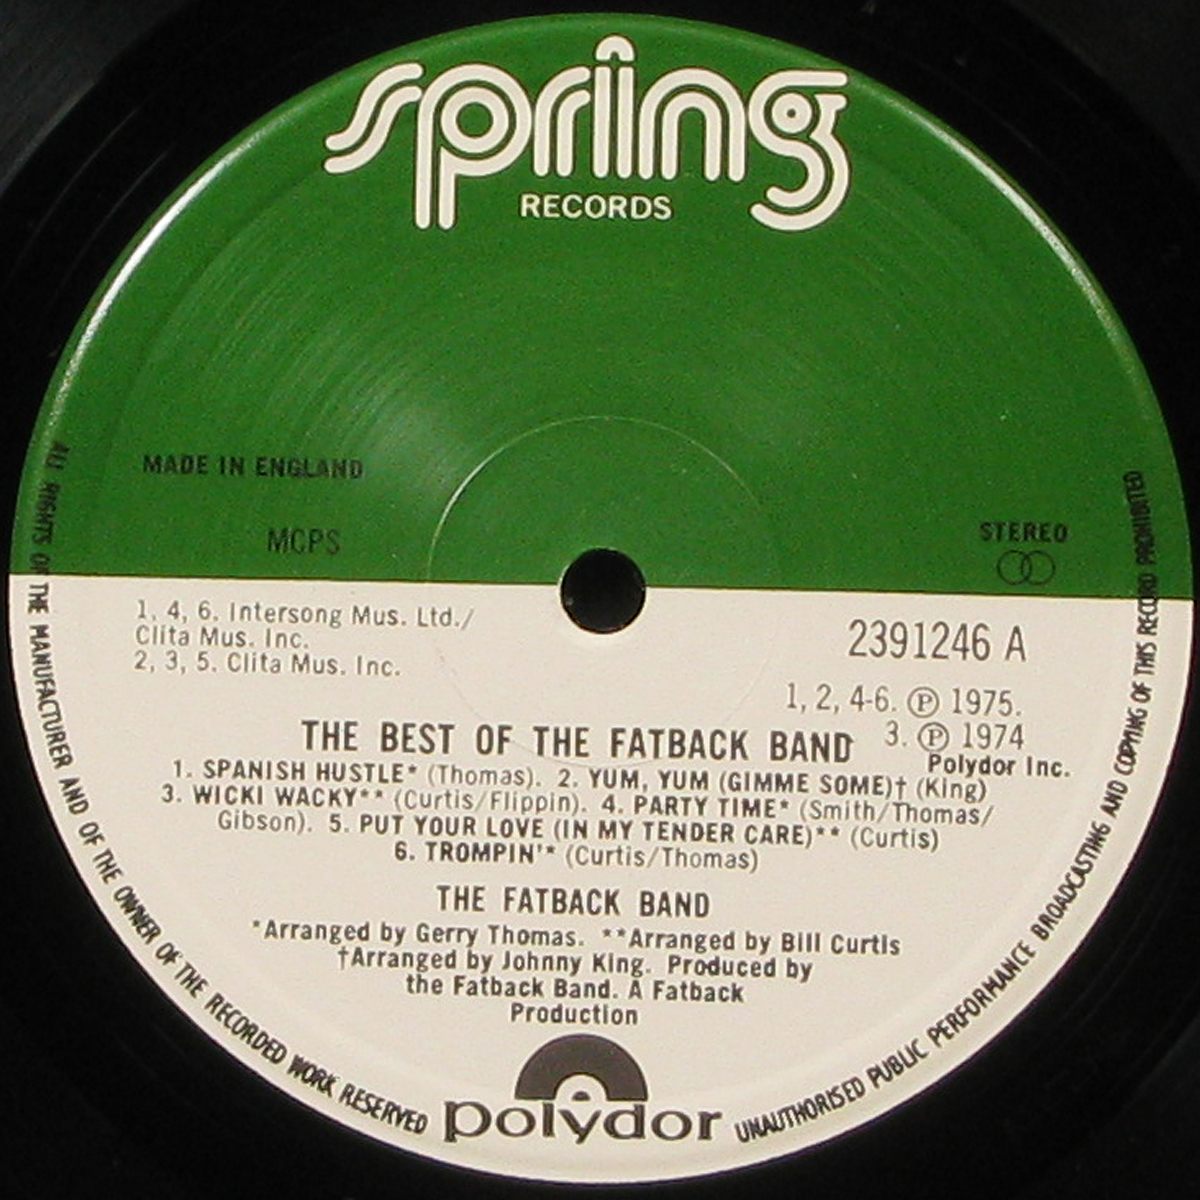 spring
RECORDS
MADE IN ENGLAND
MCPS
STEREO
1, 4, 6. Intersong Mus. Ltd./
Clita Mus. Inc.
2, 3, 5. Clita Mus. Inc.
2391246 A
1, 2, 4-6. Ⓟ 1975.
3. Ⓟ 1974
Polydor Inc.
THE BEST OF THE FATBACK BAND
1. SPANISH HUSTLE* (Thomas). 2. YUM, YUM (GIMME SOME)† (King)
3. WICKI WACKY** (Curtis/Flippin). 4. PARTY TIME* (Smith/Thomas/
Gibson). 5. PUT YOUR LOVE (IN MY TENDER CARE)** (Curtis)
6. TROMPIN'* (Curtis/Thomas)
THE FATBACK BAND
*Arranged by Gerry Thomas. **Arranged by Bill Curtis
†Arranged by Johnny King. Produced by
the Fatback Band. A Fatback
Production
polydor
ALL RIGHTS OF THE MANUFACTURER AND OF THE OWNER OF THE RECORDED WORK RESERVED
UNAUTHORISED PUBLIC PERFORMANCE BROADCASTING AND COPYING OF THIS RECORD PROHIBITED